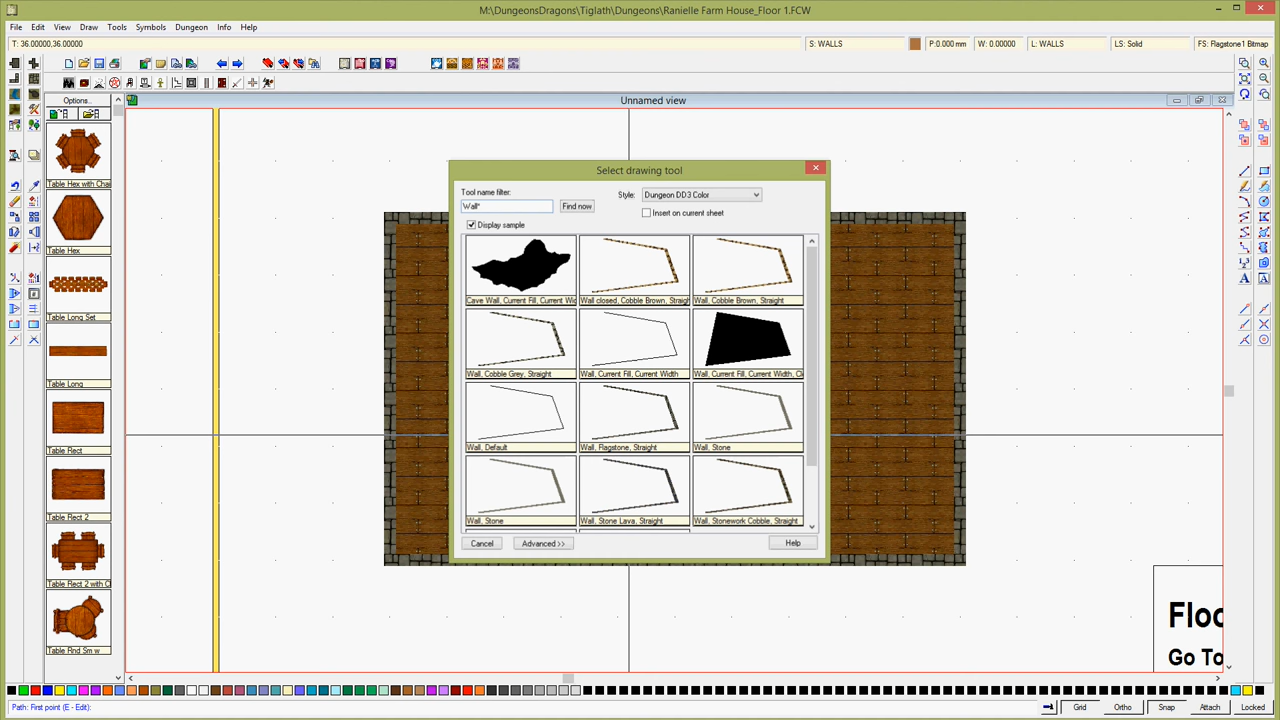 M:\DungeonsDragons\Tiglath\Dungeons\Ranielle Farm House_Floor 1.FCW
File Edit View Draw Tools Symbols Dungeon Info Help
T: 36.00000,36.00000 S: WALLS P:0.000 mm W: 0.00000 L: WALLS LS: Solid FS: Flagstone1 Bitmap
Options..
Unnamed view
Table Hex with Chai
Table Hex
Table Long Set
Table Long
Table Rect
Table Rect 2
Table Rect 2 with C
Table Rnd Sm w
Select drawing tool
Tool name filter:
Wall*
Find now
Style: Dungeon DD3 Color
Insert on current sheet
Display sample
Cave Wall, Current Fill, Current Wid
Wall closed, Cobble Brown, Straigh
Wall, Cobble Brown, Straight
Wall, Cobble Grey, Straight
Wall, Current Fill, Current Width
Wall, Current Fill, Current Width, Cl
Wall, Default
Wall, Flagstone, Straight
Wall, Stone
Wall, Stone
Wall, Stone Lava, Straight
Wall, Stonework Cobble, Straight
Cancel Advanced >> Help
Floo
Go To
Path: First point (E - Edit): Grid Ortho Snap Attach Locked